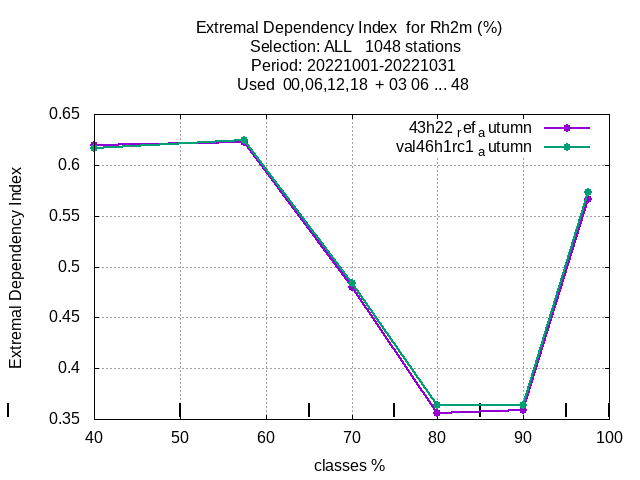 Extremal Dependency Index for Rh2m (%)
Selection: ALL 1048 stations
Period: 20221001-20221031
Used 00,06,12,18 + 03 06 ... 48
43h22 ref a utumn
val46h1rc1 a utumn
0.65
0.6
0.55
0.5
0.45
0.4
0.35
Extremal Dependency Index
40 50 60 70 80 90 100
classes %